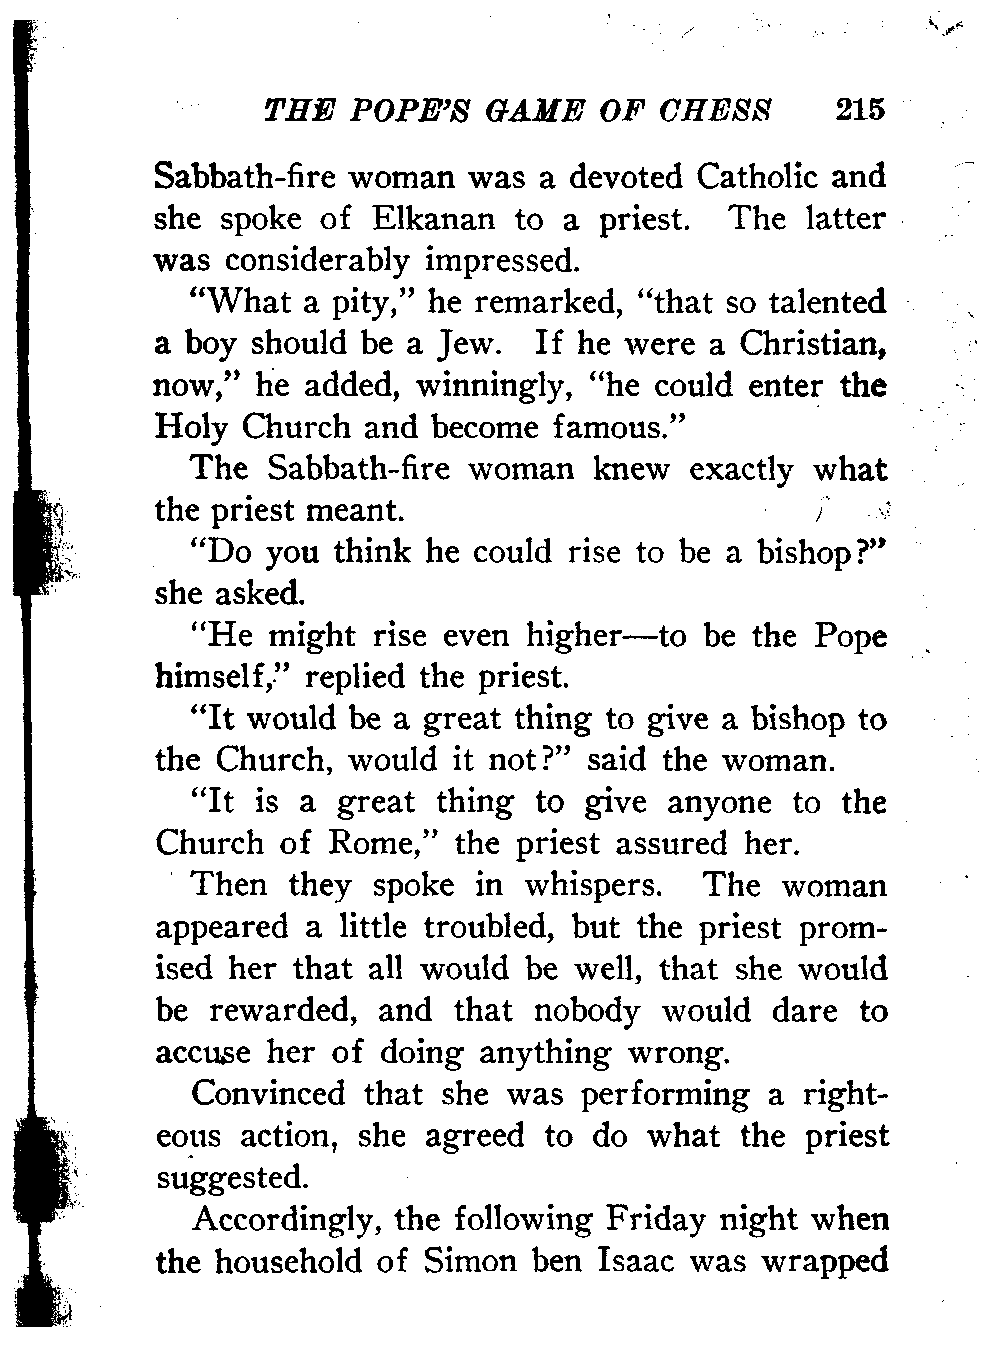 THE POPE'S GAME OF CHESS 215
Sabbath-fire woman was a devoted Catholic and
she spoke of Elkanan to a priest. The latter
was considerably impressed.
"What a pity," he remarked, "that so talented
a boy should be a Jew. If he were a Christian,
now," he added, winningly, "he could enter the
Holy Church and become famous."
The Sabbath-fire woman knew exactly what
the priest meant.
"Do you think he could rise to be a bishop?"
she asked.
"He might rise even higher—to be the Pope
himself," replied the priest.
"It would be a great thing to give a bishop to
the Church, would it not?" said the woman.
"It is a great thing to give anyone to the
Church of Rome," the priest assured her.
Then they spoke in whispers. The woman
appeared a little troubled, but the priest prom-
ised her that all would be well, that she would
be rewarded, and that nobody would dare to
accuse her of doing anything wrong.
Convinced that she was performing a right-
eous action, she agreed to do what the priest
suggested.
Accordingly, the following Friday night when
the household of Simon ben Isaac was wrapped